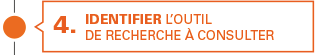 4. IDENTIFIER L'OUTIL
DE RECHERCHE À CONSULTER